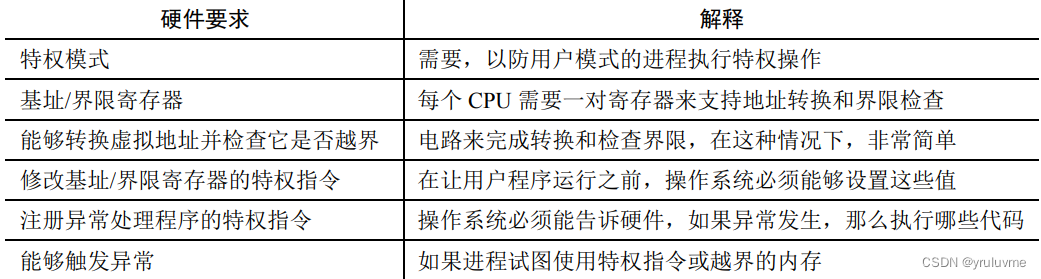 硬件要求 解释
特权模式 需要，以防用户模式的进程执行特权操作
基址/界限寄存器 每个 CPU 需要一对寄存器来支持地址转换和界限检查
能够转换虚拟地址并检查它是否越界 电路来完成转换和检查界限，在这种情况下，非常简单
修改基址/界限寄存器的特权指令 在让用户程序运行之前，操作系统必须能够设置这些值
注册异常处理程序的特权指令 操作系统必须能告诉硬件，如果异常发生，那么执行哪些代码
能够触发异常 如果进程试图使用特权指令或越界的内存
CSDN @yruluvme